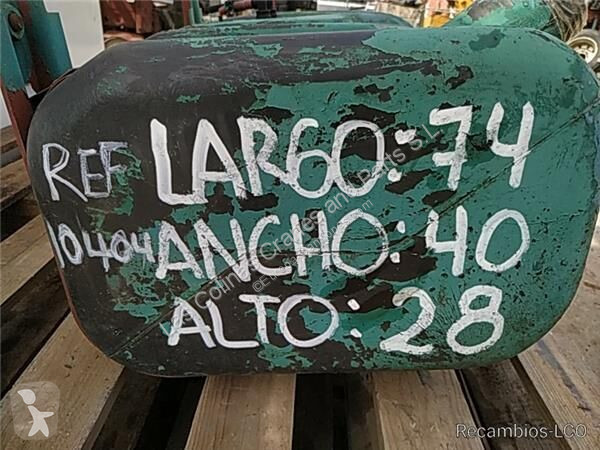 REF LARGO: 74
10404 ANCHO: 40
ALTO: 28
Recambios-LCO